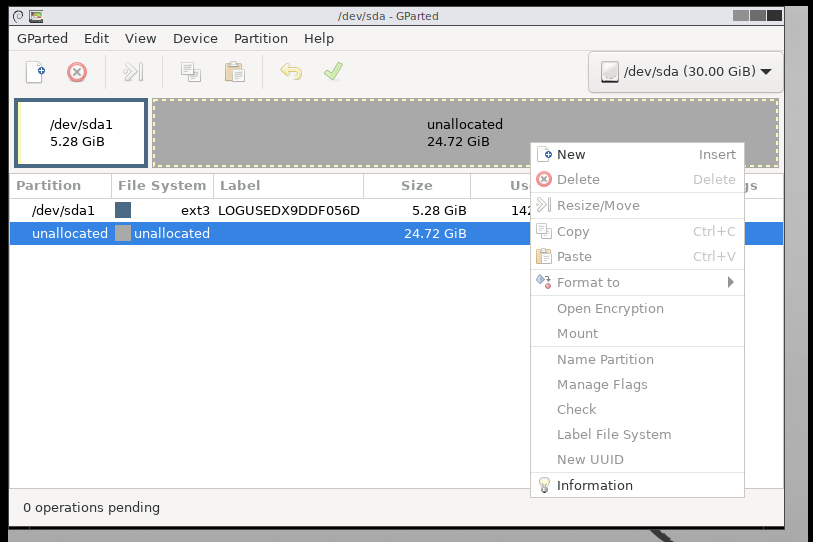 /dev/sda - GParted
GParted Edit View Device Partition Help
/dev/sda (30.00 GiB)
/dev/sda1
5.28 GiB
unallocated
24.72 GiB
Partition File System Label Size Us gs
/dev/sda1 ext3 LOGUSEDX9DDF056D 5.28 GiB 142
unallocated unallocated 24.72 GiB
New Insert
Delete Delete
Resize/Move
Copy Ctrl+C
Paste Ctrl+V
Format to
Open Encryption
Mount
Name Partition
Manage Flags
Check
Label File System
New UUID
Information
0 operations pending